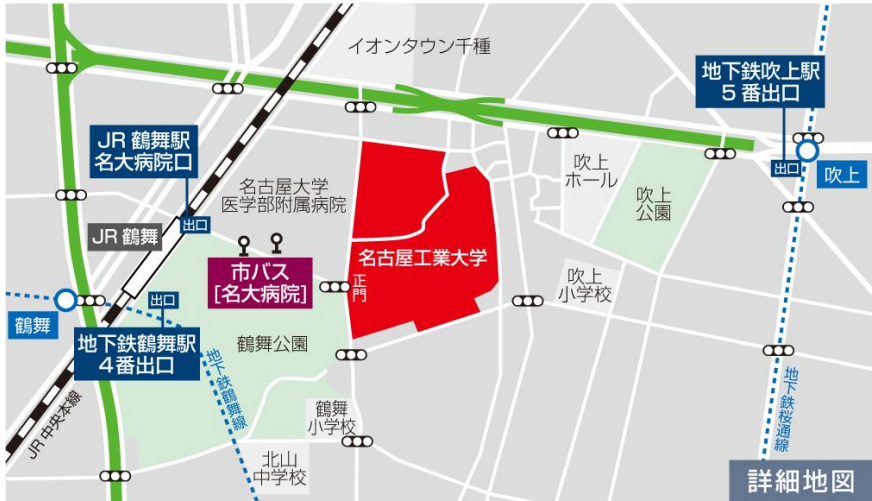 イオンタウン千種
地下鉄吹上駅
5番出口
JR 鶴舞駅
名大病院口
名古屋大学
医学部附属病院
吹上
ホール
吹上
公園
出口
吹上
出口
JR 鶴舞
市バス
[名大病院]
名古屋工業大学
正門
吹上
小学校
出口
鶴舞
地下鉄鶴舞駅
4番出口
鶴舞公園
地下鉄鶴舞線
地下鉄桜通線
JR 中央本線
鶴舞
小学校
北山
中学校
詳細地図